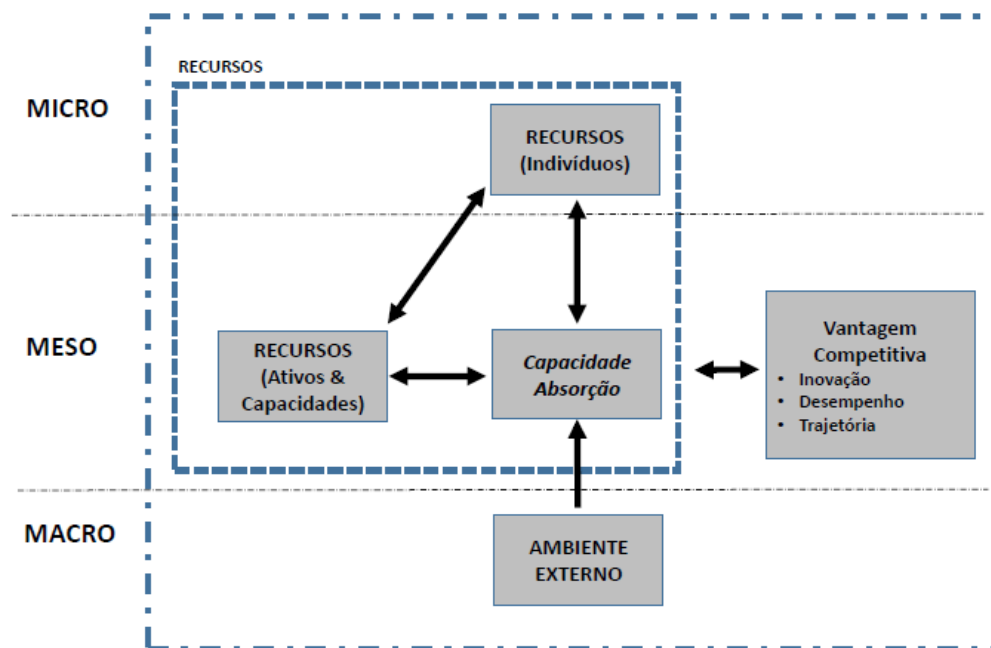 RECURSOS
MICRO
RECURSOS
(Indivíduos)
MESO
RECURSOS
(Ativos &
Capacidades)
Capacidade
Absorção
Vantagem
Competitiva
• Inovação
• Desempenho
• Trajetória
MACRO
AMBIENTE
EXTERNO